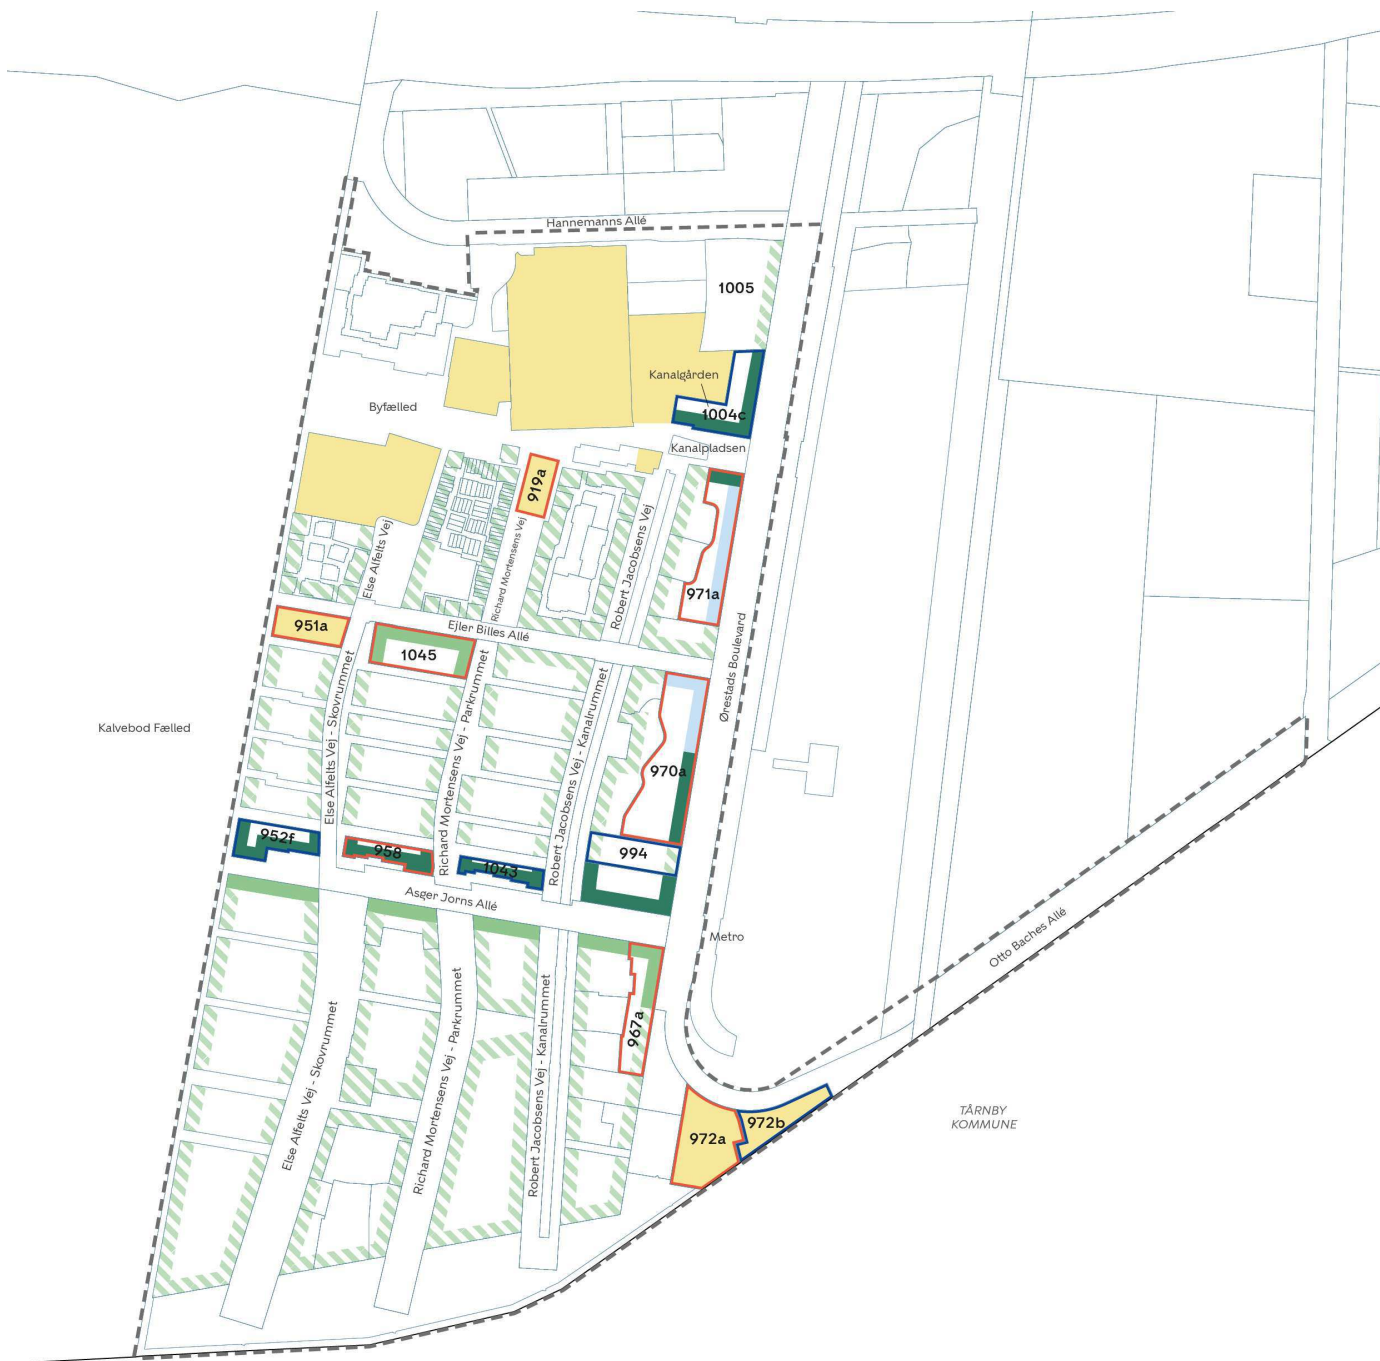 Hannemanns Allé
1005
Kanalgården
1004c
Byfælled
Kanalpladsen
919a
Else Alfelts Vej
Richard Mortensens Vej
Robert Jacobsens Vej
971a
951a
Ejler Billes Allé
1045
Ørestads Boulevard
Kalvebod Fælled
Else Alfelts Vej - Skovrummet
Richard Mortensens Vej - Parkrummet
Robert Jacobsens Vej - Kanalrummet
970a
952f
958
1043
994
Asger Jorns Allé
Metro
Otto Baches Allé
967a
Else Alfelts Vej - Skovrummet
Richard Mortensens Vej - Parkrummet
Robert Jacobsens Vej - Kanalrummet
972a
972b
TÅRNBY
KOMMUNE